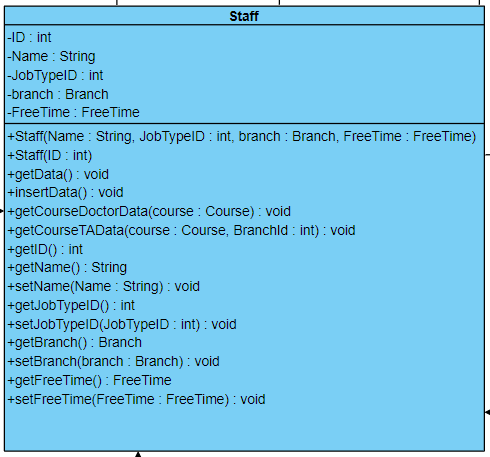 Staff
-ID : int
-Name : String
-JobTypeID : int
-branch : Branch
-FreeTime : FreeTime
+Staff(Name : String, JobTypeID : int, branch : Branch, FreeTime : FreeTime)
+Staff(ID : int)
+getData() : void
+insertData() : void
+getCourseDoctorData(course : Course) : void
+getCourseTAData(course : Course, BranchId : int) : void
+getID() : int
+getName() : String
+setName(Name : String) : void
+getJobTypeID() : int
+setJobTypeID(JobTypeID : int) : void
+getBranch() : Branch
+setBranch(branch : Branch) : void
+getFreeTime() : FreeTime
+setFreeTime(FreeTime : FreeTime) : void